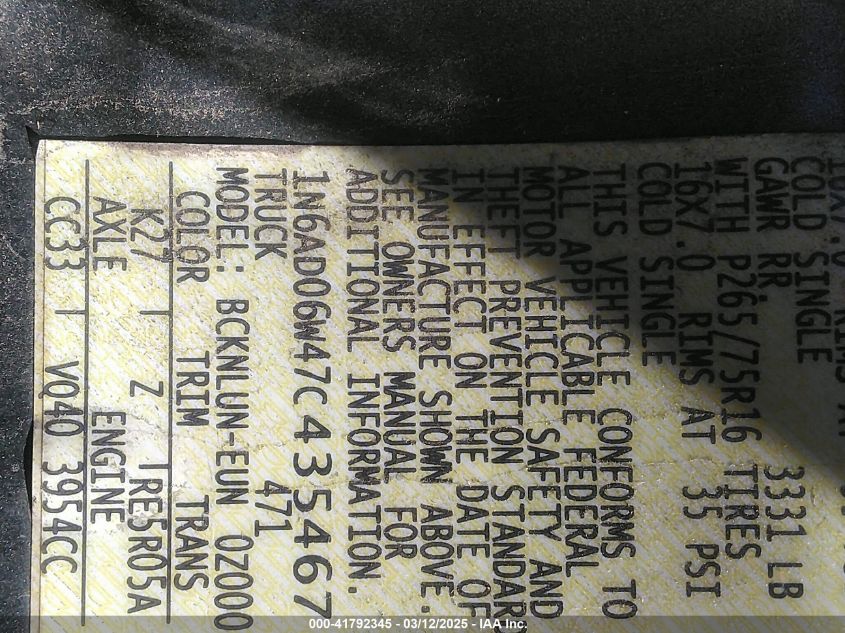 COLD SINGLE
GAWR RR 3331 LB
WITH P265/75R16 TIRES
16X7.0 RIMS AT 35 PSI
COLD SINGLE
THIS VEHICLE CONFORMS TO
ALL APPLICABLE FEDERAL
MOTOR VEHICLE SAFETY AND
THEFT PREVENTION STANDARD
IN EFFECT ON THE DATE OF
MANUFACTURE SHOWN ABOVE.
SEE OWNERS MANUAL FOR
ADDITIONAL INFORMATION.
1N6AD06W47C435467
TRUCK 471
MODEL: BCKNLUN-EUN 0Z000
COLOR TRIM TRANS
K27 Z RE5R05A
AXLE ENGINE
CC33 VQ40 3954CC
000-41792345 - 03/12/2025 - IAA Inc.